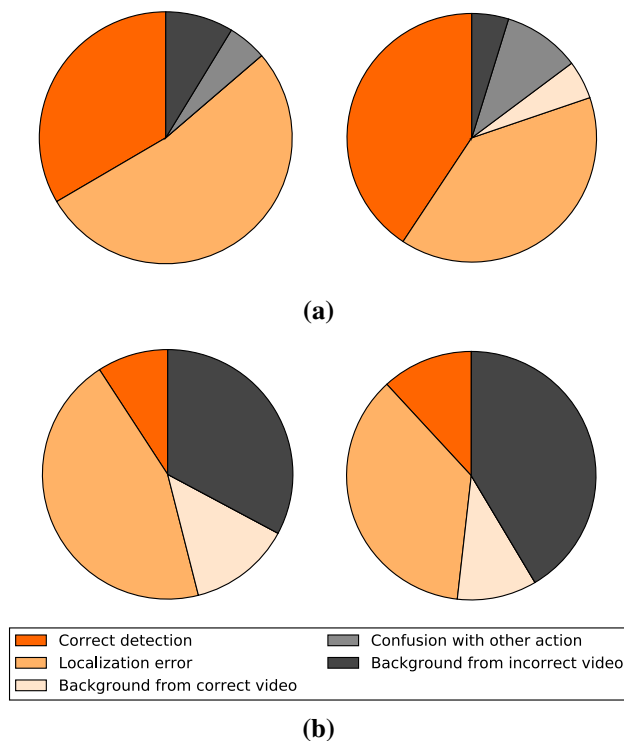 (a)
Correct detection
Localization error
Background from correct video
Confusion with other action
Background from incorrect video
(b)